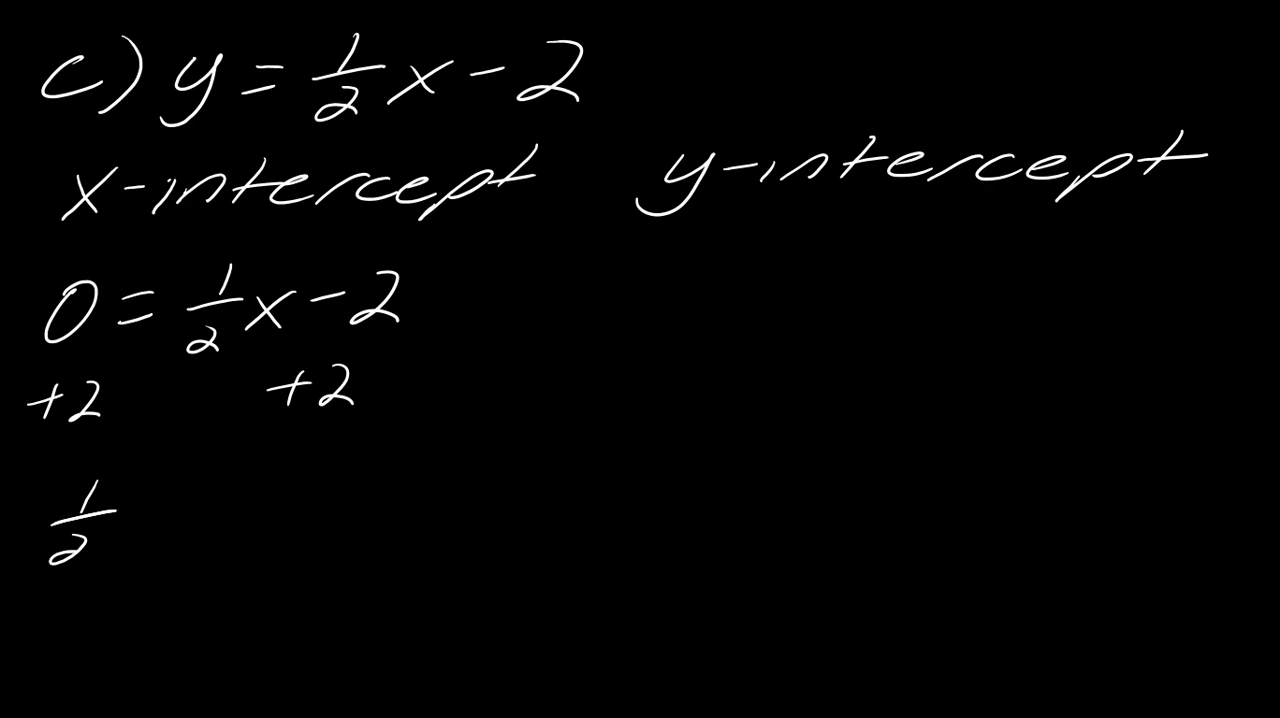 c) y = 1/2 x - 2
x-intercept y-intercept
0 = 1/2 x - 2
+2 +2
1/2